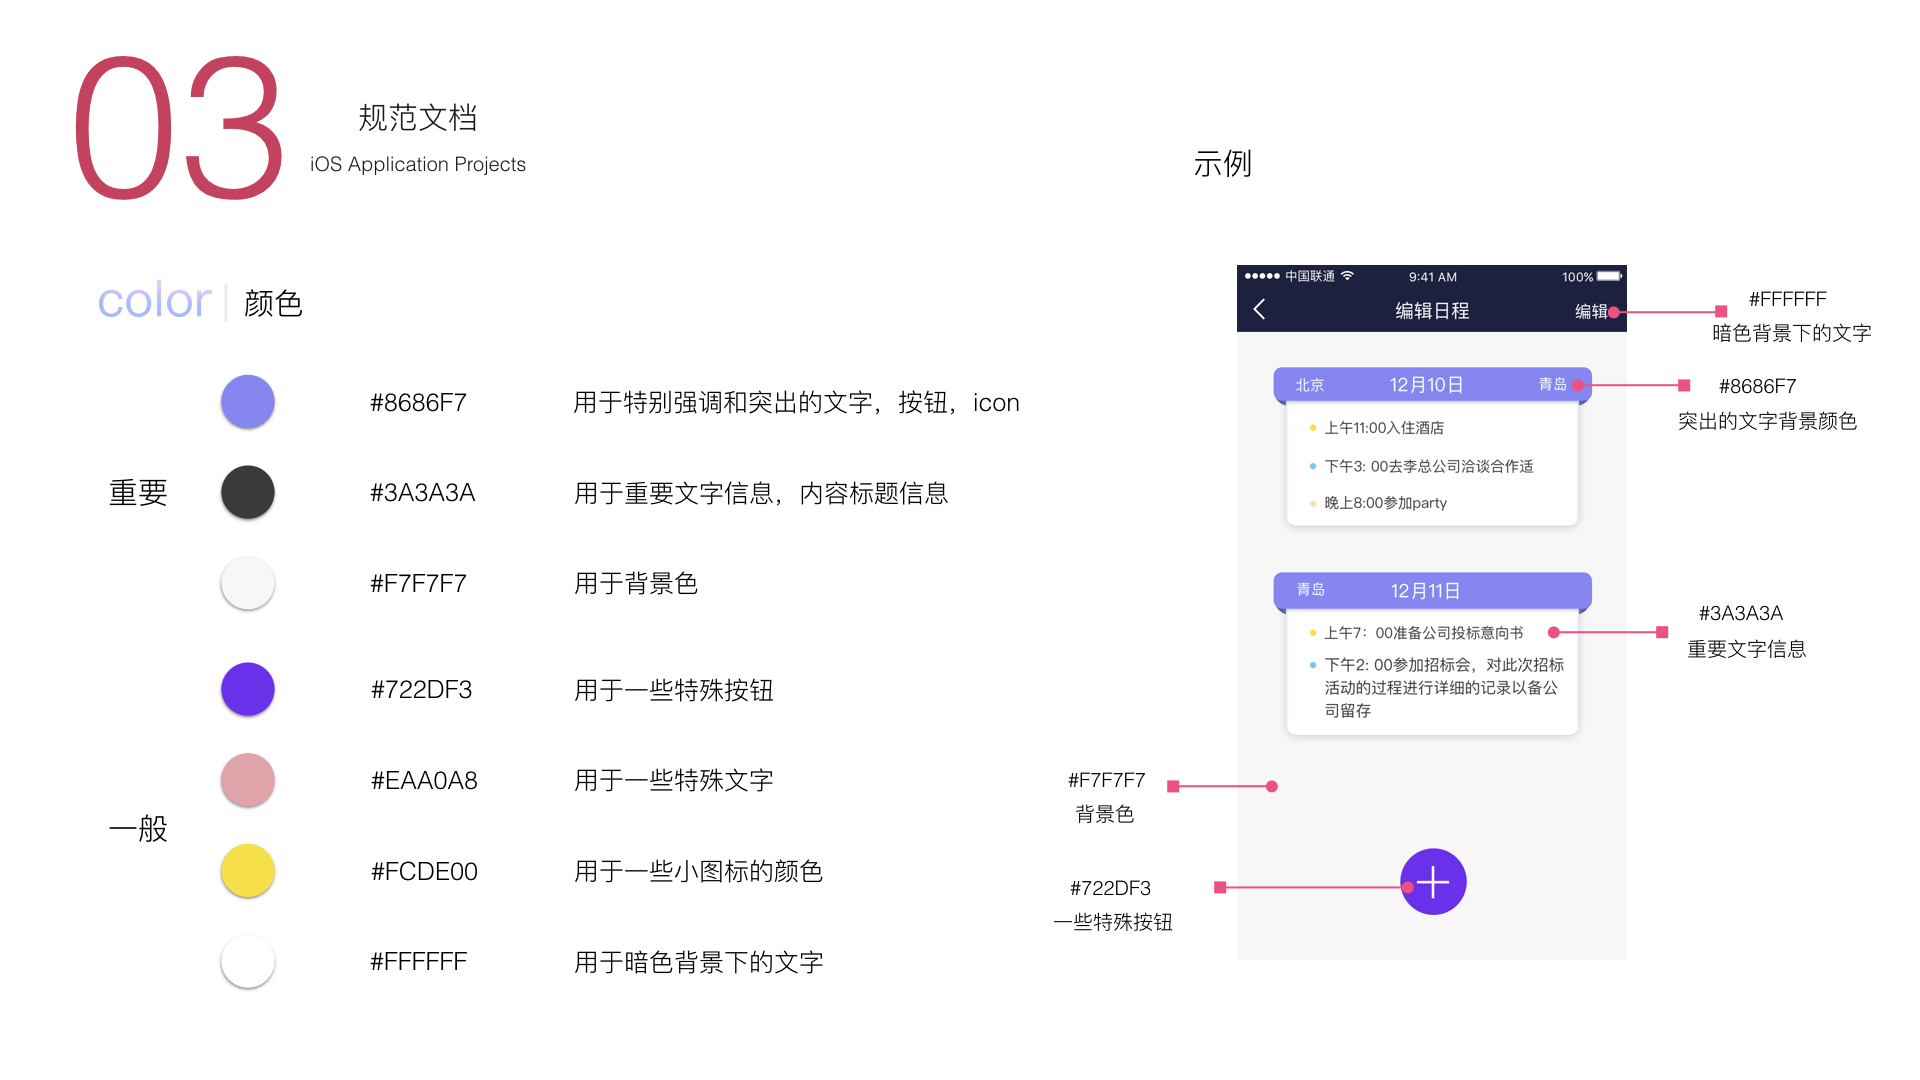 03
规范文档
iOS Application Projects
示例
color
颜色
重要
#8686F7
用于特别强调和突出的文字，按钮，icon
#3A3A3A
用于重要文字信息，内容标题信息
#F7F7F7
用于背景色
一般
#722DF3
用于一些特殊按钮
#EAA0A8
用于一些特殊文字
#FCDE00
用于一些小图标的颜色
#FFFFFF
用于暗色背景下的文字
中国联通
9:41 AM
100%
编辑日程
编辑
北京
12月10日
青岛
上午11:00入住酒店
下午3: 00去李总公司洽谈合作适
晚上8:00参加party
青岛
12月11日
上午7：00准备公司投标意向书
下午2: 00参加招标会，对此次招标
活动的过程进行详细的记录以备公
司留存
#FFFFFF
暗色背景下的文字
#8686F7
突出的文字背景颜色
#3A3A3A
重要文字信息
#F7F7F7
背景色
#722DF3
一些特殊按钮